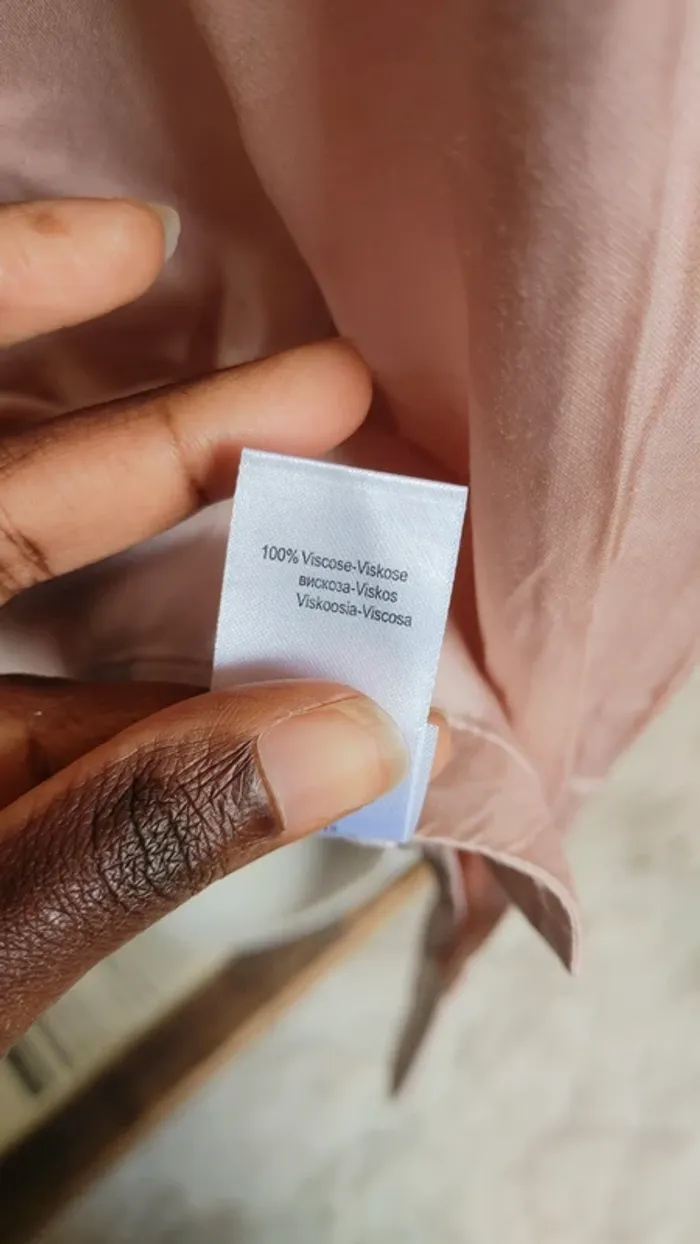 100% Viscose-Viskose
вискоза-Viskos
Viskoosia-Viscosa